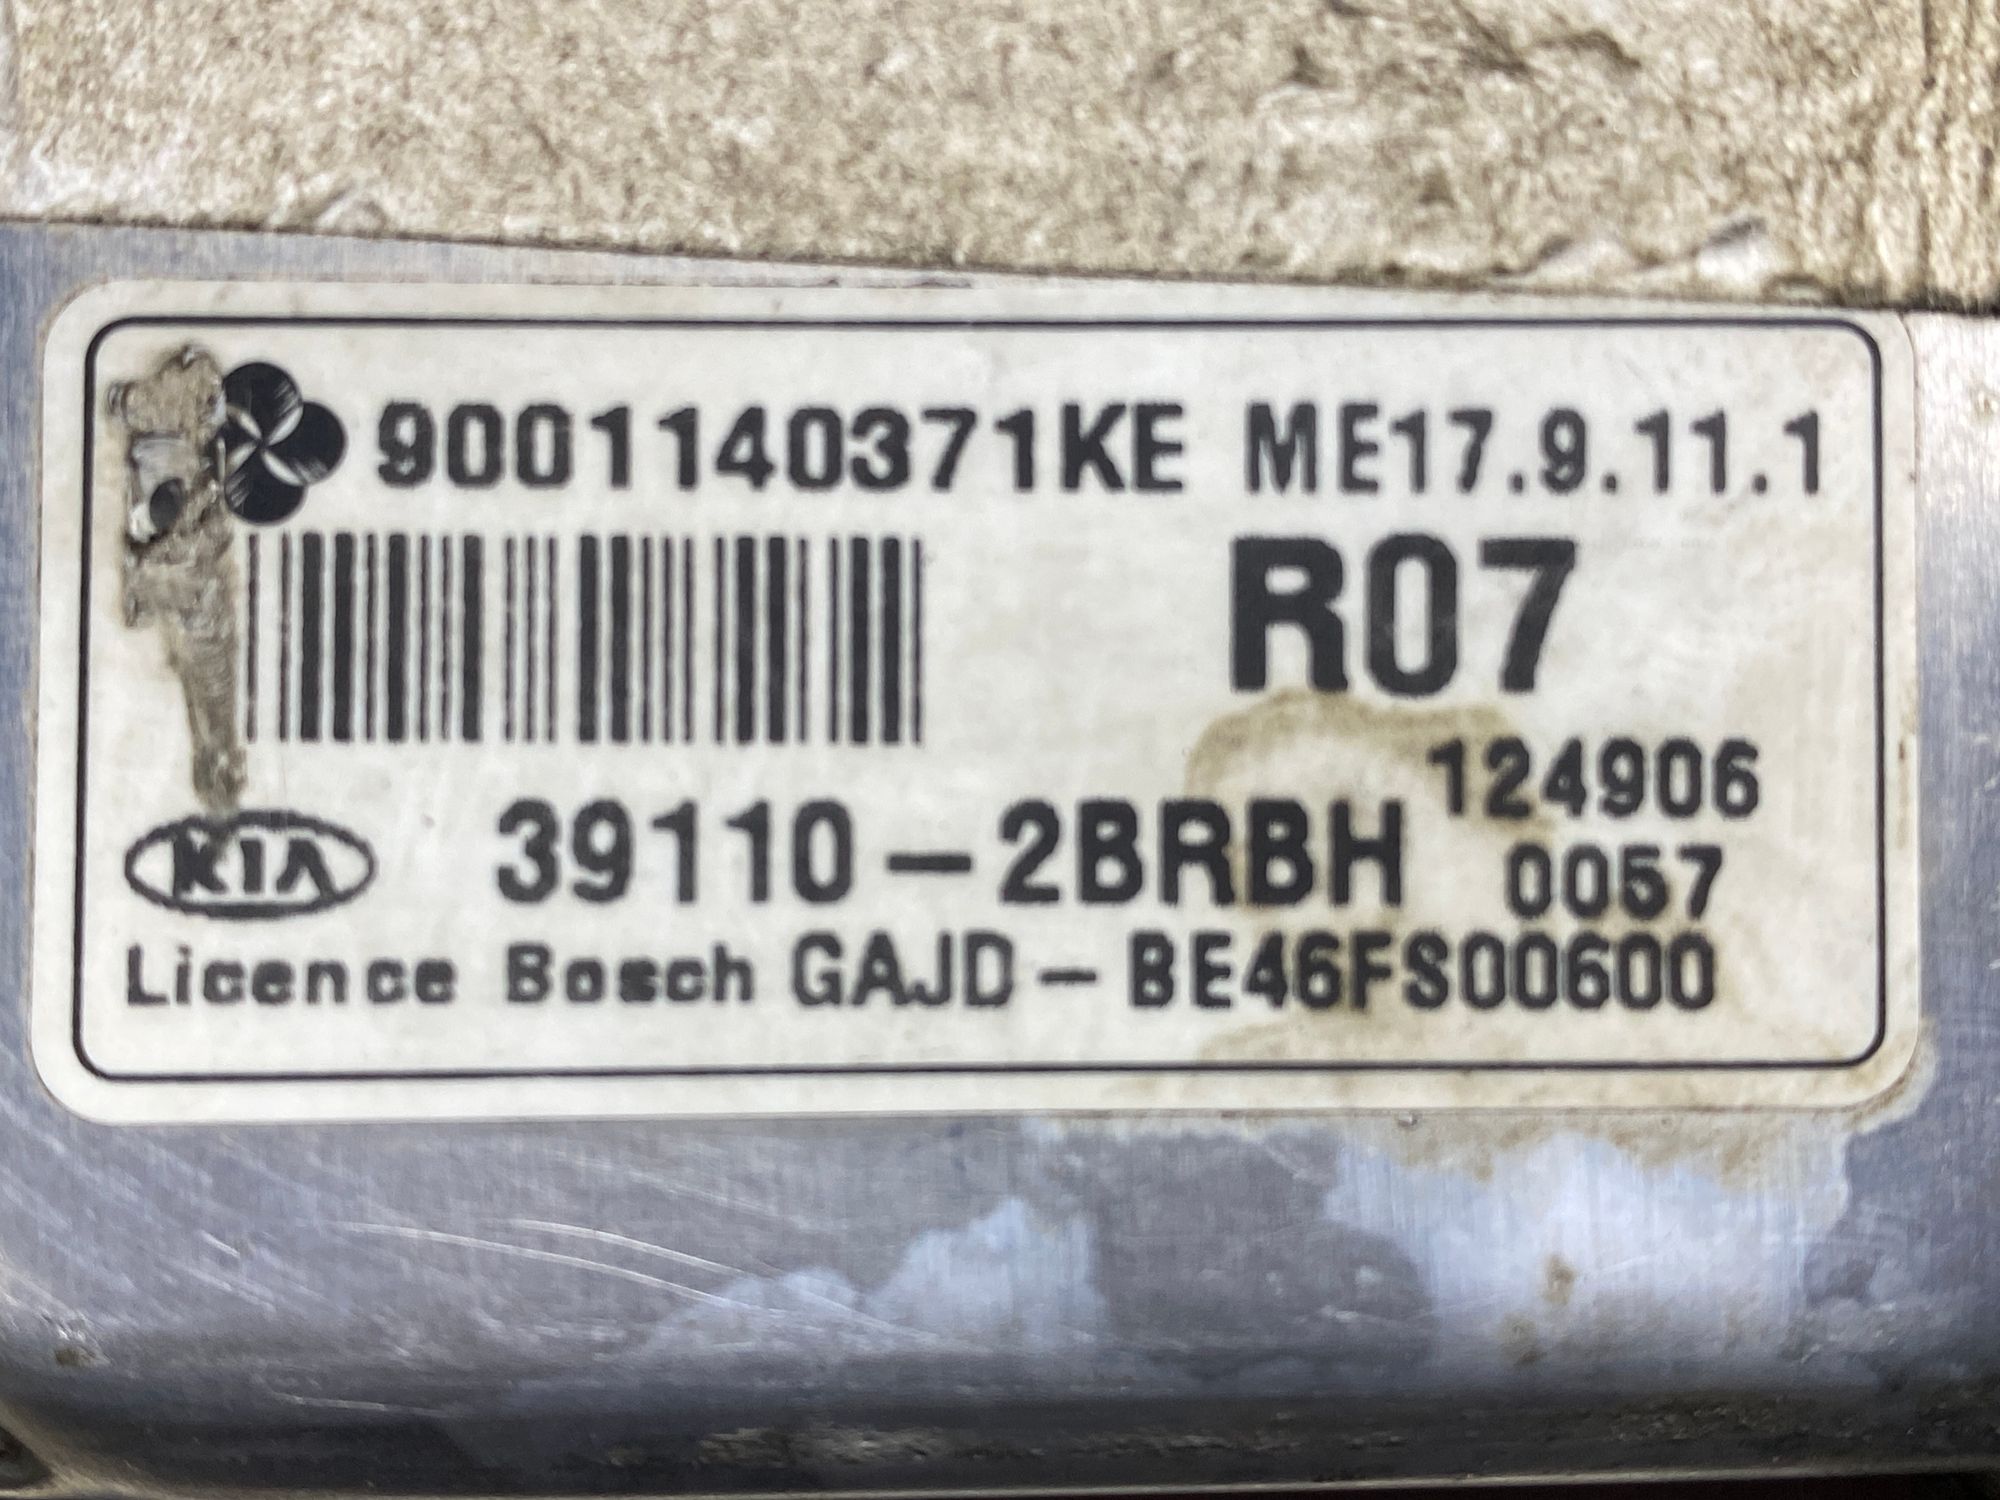 9001140371KE ME17.9.11.1
R07
124906
KIA 39110-2BRBH 0057
Licence Bosch GAJD-BE46FS00600